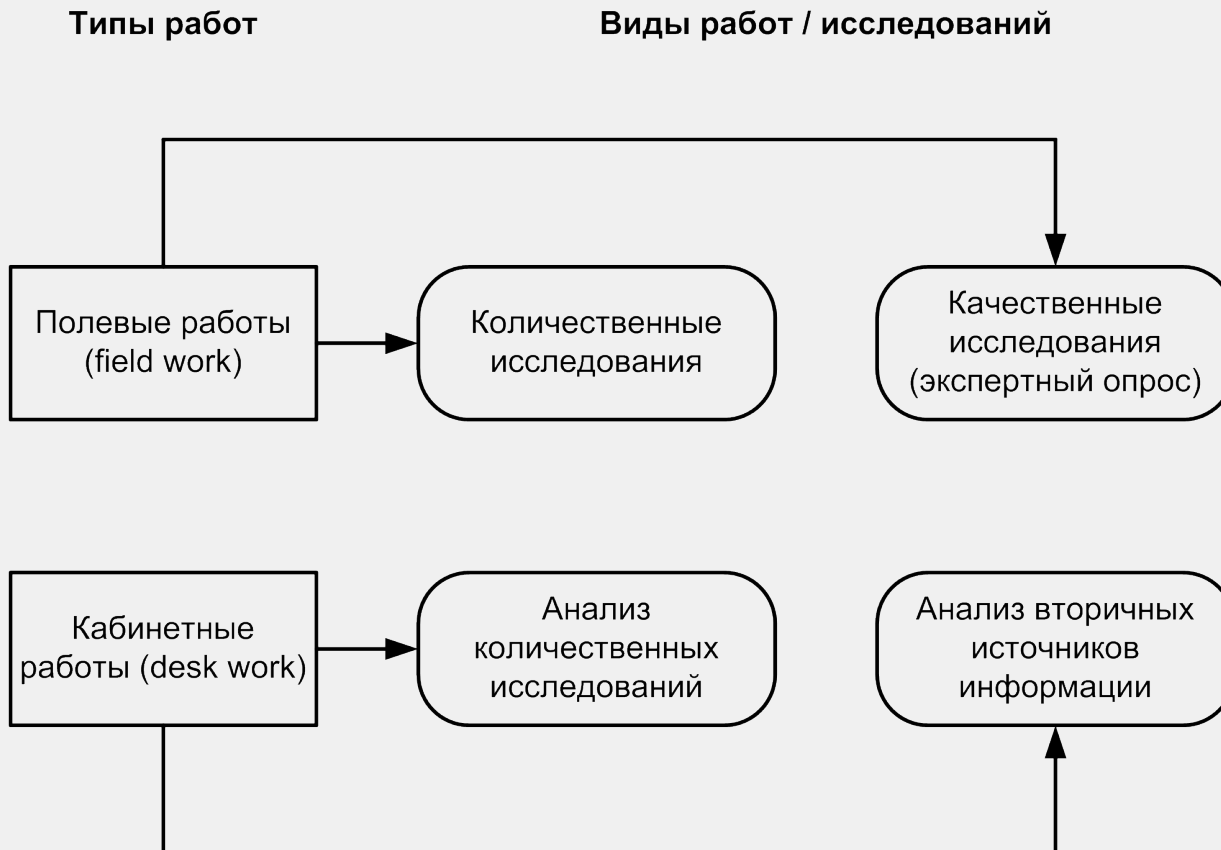 Типы работ
Виды работ / исследований
Полевые работы
(field work)
Количественные
исследования
Качественные
исследования
(экспертный опрос)
Кабинетные
работы (desk work)
Анализ
количественных
исследований
Анализ вторичных
источников
информации